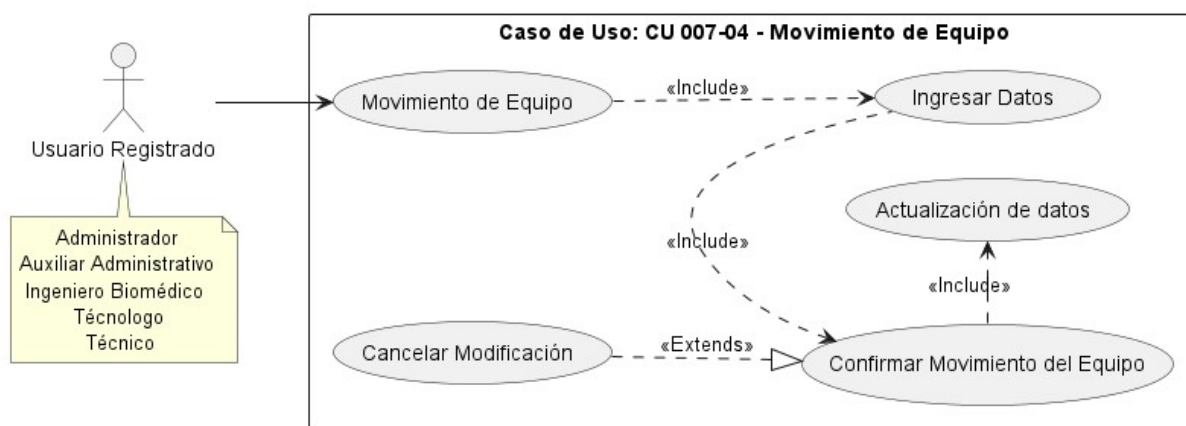 Caso de Uso: CU 007-04 - Movimiento de Equipo
Usuario Registrado
Administrador
Auxiliar Administrativo
Ingeniero Biomédico
Técnologo
Técnico
Movimiento de Equipo
«Include»
Ingresar Datos
«Include»
Actualización de datos
«Include»
Cancelar Modificación
«Extends»
Confirmar Movimiento del Equipo